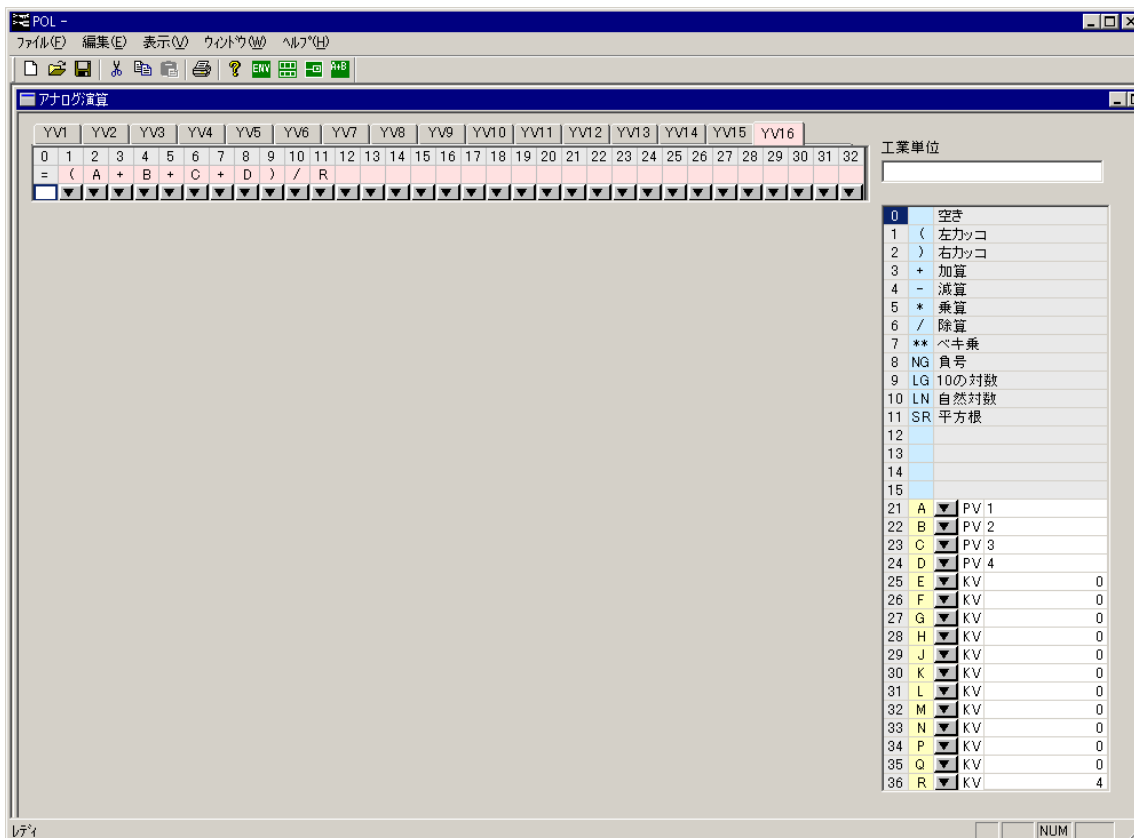 POL -
ファイル(F) 編集(E) 表示(V) ウィンドウ(W) ヘルプ(H)
ENV A+B
アナログ演算
YV1 YV2 YV3 YV4 YV5 YV6 YV7 YV8 YV9 YV10 YV11 YV12 YV13 YV14 YV15 YV16
0 1 2 3 4 5 6 7 8 9 10 11 12 13 14 15 16 17 18 19 20 21 22 23 24 25 26 27 28 29 30 31 32
= ( A + B + C + D ) / R
工業単位
0 空き
1 ( 左カッコ
2 ) 右カッコ
3 + 加算
4 - 減算
5 * 乗算
6 / 除算
7 ** ベキ乗
8 NG 負号
9 LG 10の対数
10 LN 自然対数
11 SR 平方根
12
13
14
15
21 A PV 1
22 B PV 2
23 C PV 3
24 D PV 4
25 E KV 0
26 F KV 0
27 G KV 0
28 H KV 0
29 J KV 0
30 K KV 0
31 L KV 0
32 M KV 0
33 N KV 0
34 P KV 0
35 Q KV 0
36 R KV 4
レディ NUM